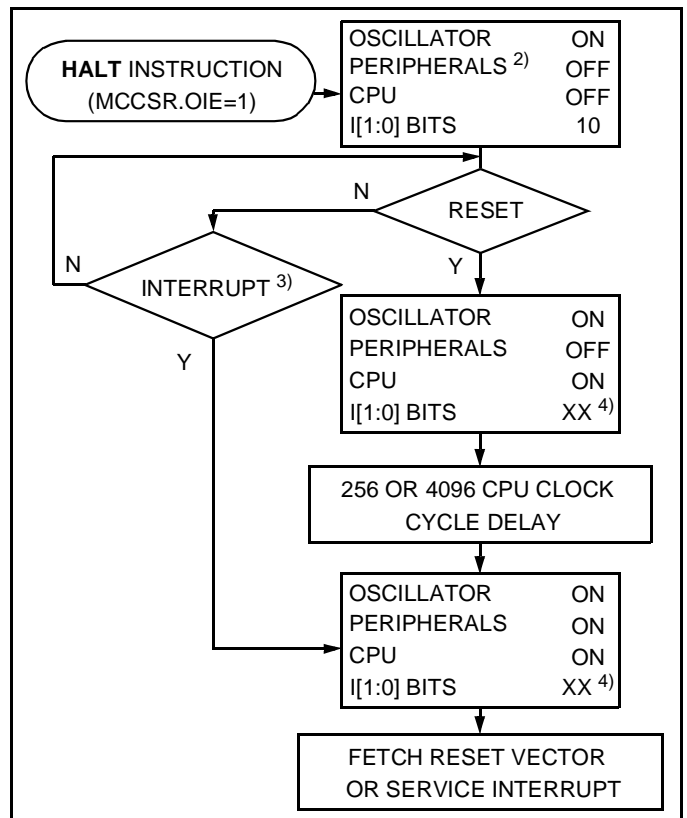 HALT INSTRUCTION
(MCCSR.OIE=1)
OSCILLATOR ON
PERIPHERALS 2) OFF
CPU OFF
I[1:0] BITS 10
RESET
N
Y
INTERRUPT 3)
N
Y
OSCILLATOR ON
PERIPHERALS OFF
CPU ON
I[1:0] BITS XX 4)
256 OR 4096 CPU CLOCK
CYCLE DELAY
OSCILLATOR ON
PERIPHERALS ON
CPU ON
I[1:0] BITS XX 4)
FETCH RESET VECTOR
OR SERVICE INTERRUPT